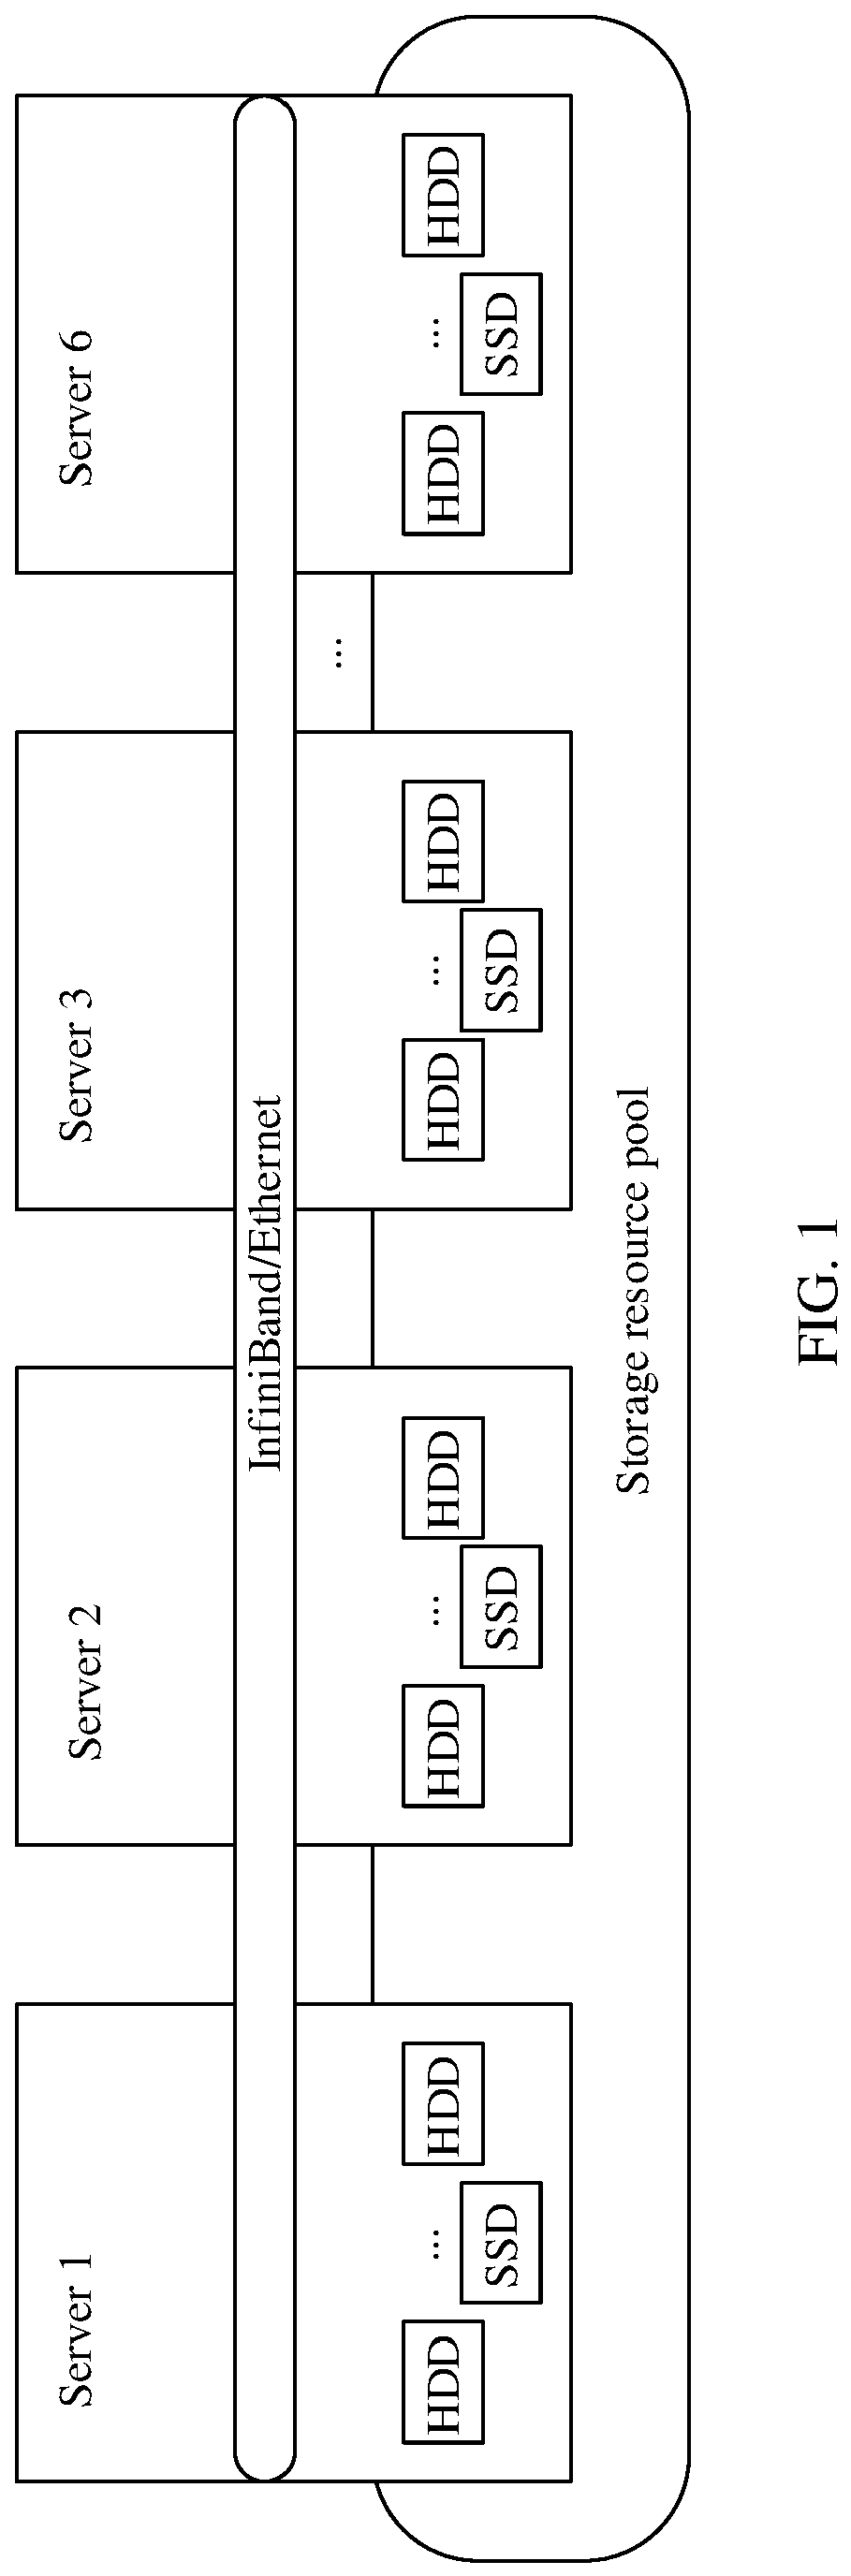 Server 1
Server 2
Server 3
Server 6
InfiniBand/Ethernet
...
HDD
...
HDD
SSD
HDD
...
HDD
SSD
HDD
...
HDD
SSD
HDD
...
HDD
SSD
Storage resource pool
FIG. 1